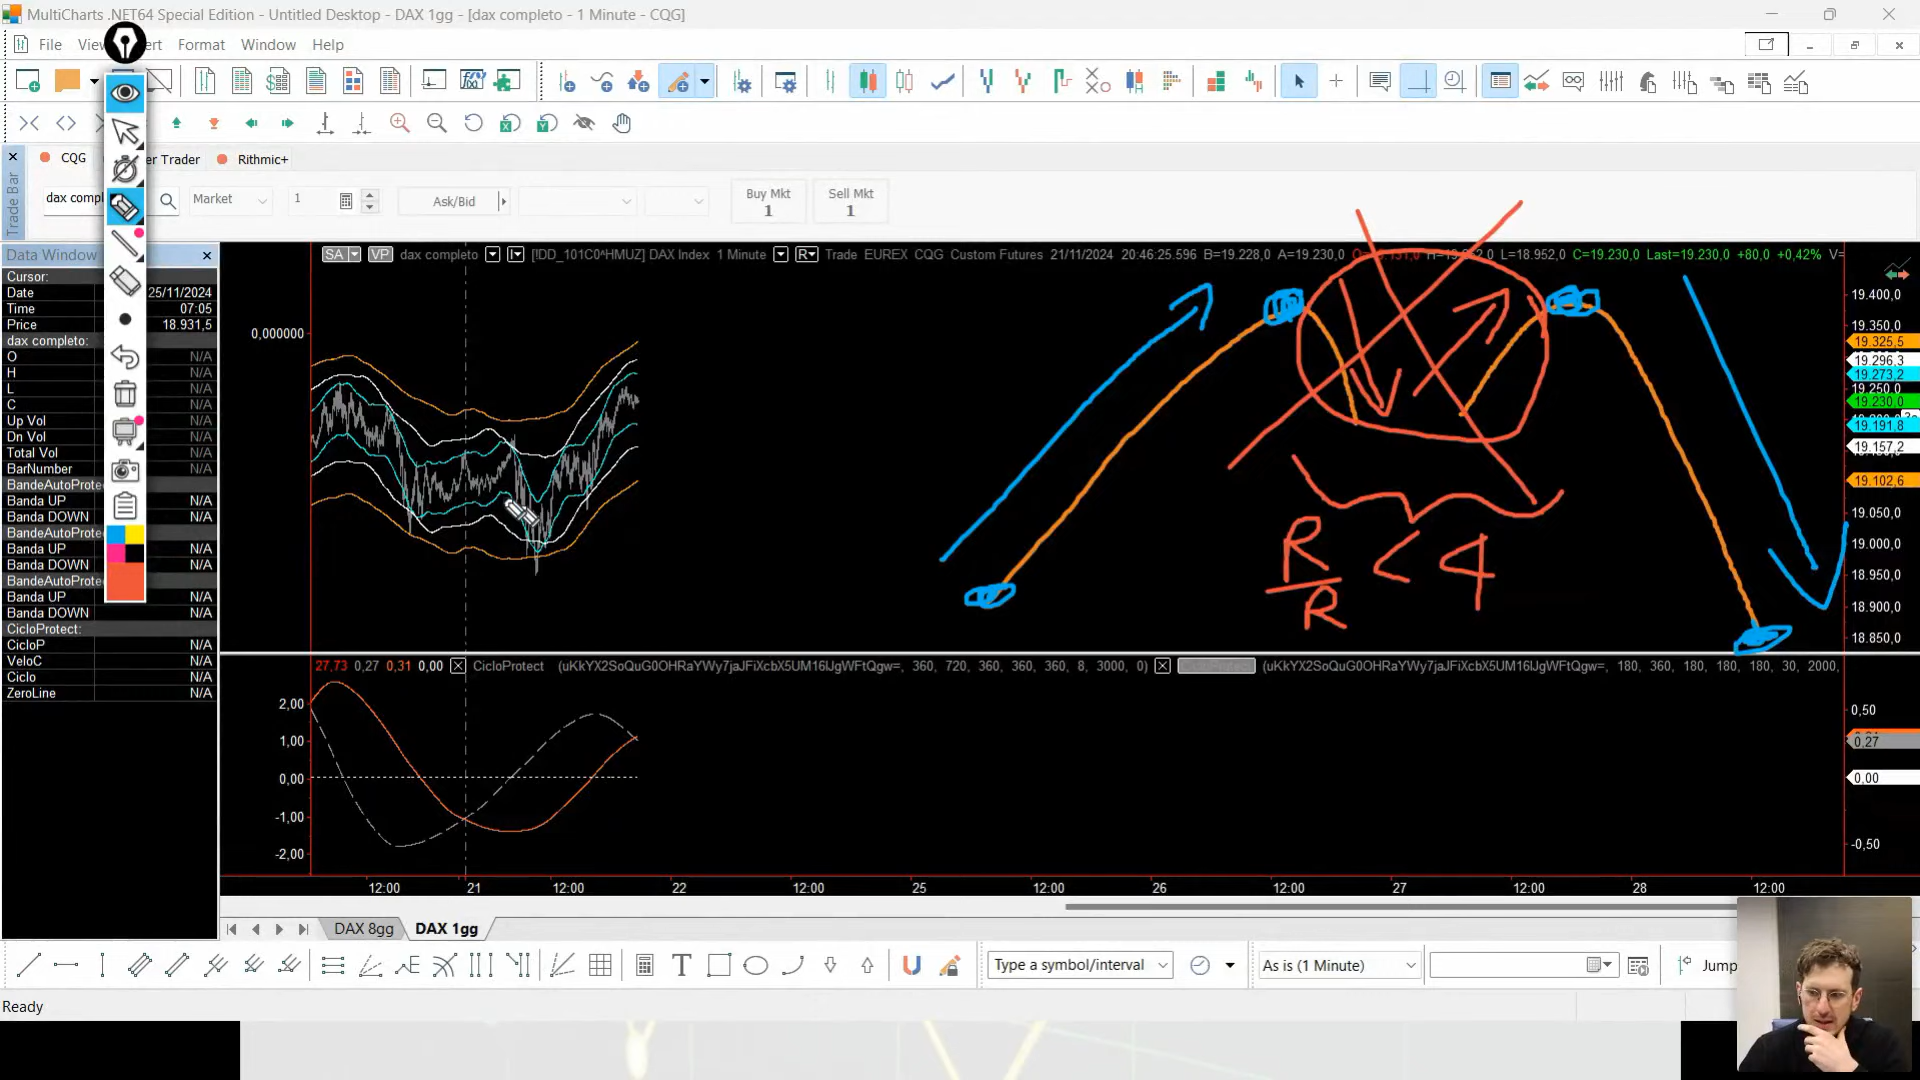 MultiCharts .NET64 Special Edition - Untitled Desktop - DAX 1gg - [dax completo - 1 Minute - CQG]
File Format Window Help
CQG er Trader Rithmic+
Trade Bar
dax compl Market 1 Ask/Bid Buy Mkt 1 Sell Mkt 1
Data Window
SA VP dax completo [!DD_101C0^HMUZ] DAX Index 1 Minute R Trade EUREX CQG Custom Futures 21/11/2024 20:46:25.596 B=19.228,0 A=19.230,0 L=18.952,0 C=19.230,0 Last=19.230,0 +80,0 +0,42% V=
Cursor:
Date 25/11/2024
Time 07:05
Price 18.931,5
dax completo:
O N/A
H N/A
L N/A
C N/A
Up Vol N/A
Dn Vol N/A
Total Vol N/A
BarNumber N/A
BandeAutoProte
Banda UP N/A
Banda DOWN N/A
BandeAutoProte
Banda UP N/A
Banda DOWN N/A
BandeAutoProte
Banda UP N/A
Banda DOWN N/A
CicloProtect:
CicloP N/A
VeloC N/A
Ciclo N/A
ZeroLine N/A
0,000000
R
R
< 4
19.400,0
19.350,0
19.325,5
19.296,3
19.273,2
19.250,0
19.230,0
19.191,8
19.157,2
19.102,6
19.050,0
19.000,0
18.950,0
18.900,0
18.850,0
27,73 0,27 0,31 0,00 CicloProtect (uKkYX2SoQuG0OHRaYWy7jaJFiXcbX5UM16lJgWFtQgw=, 360, 720, 360, 360, 360, 8, 3000, 0) (uKkYX2SoQuG0OHRaYWy7jaJFiXcbX5UM16lJgWFtQgw=, 180, 360, 180, 180, 180, 30, 2000,
2,00
1,00
0,00
-1,00
-2,00
0,50
0,27
0,00
-0,50
12:00 21 12:00 22 12:00 25 12:00 26 12:00 27 12:00 28 12:00
DAX 8gg DAX 1gg
Type a symbol/interval As is (1 Minute) Jump
Ready